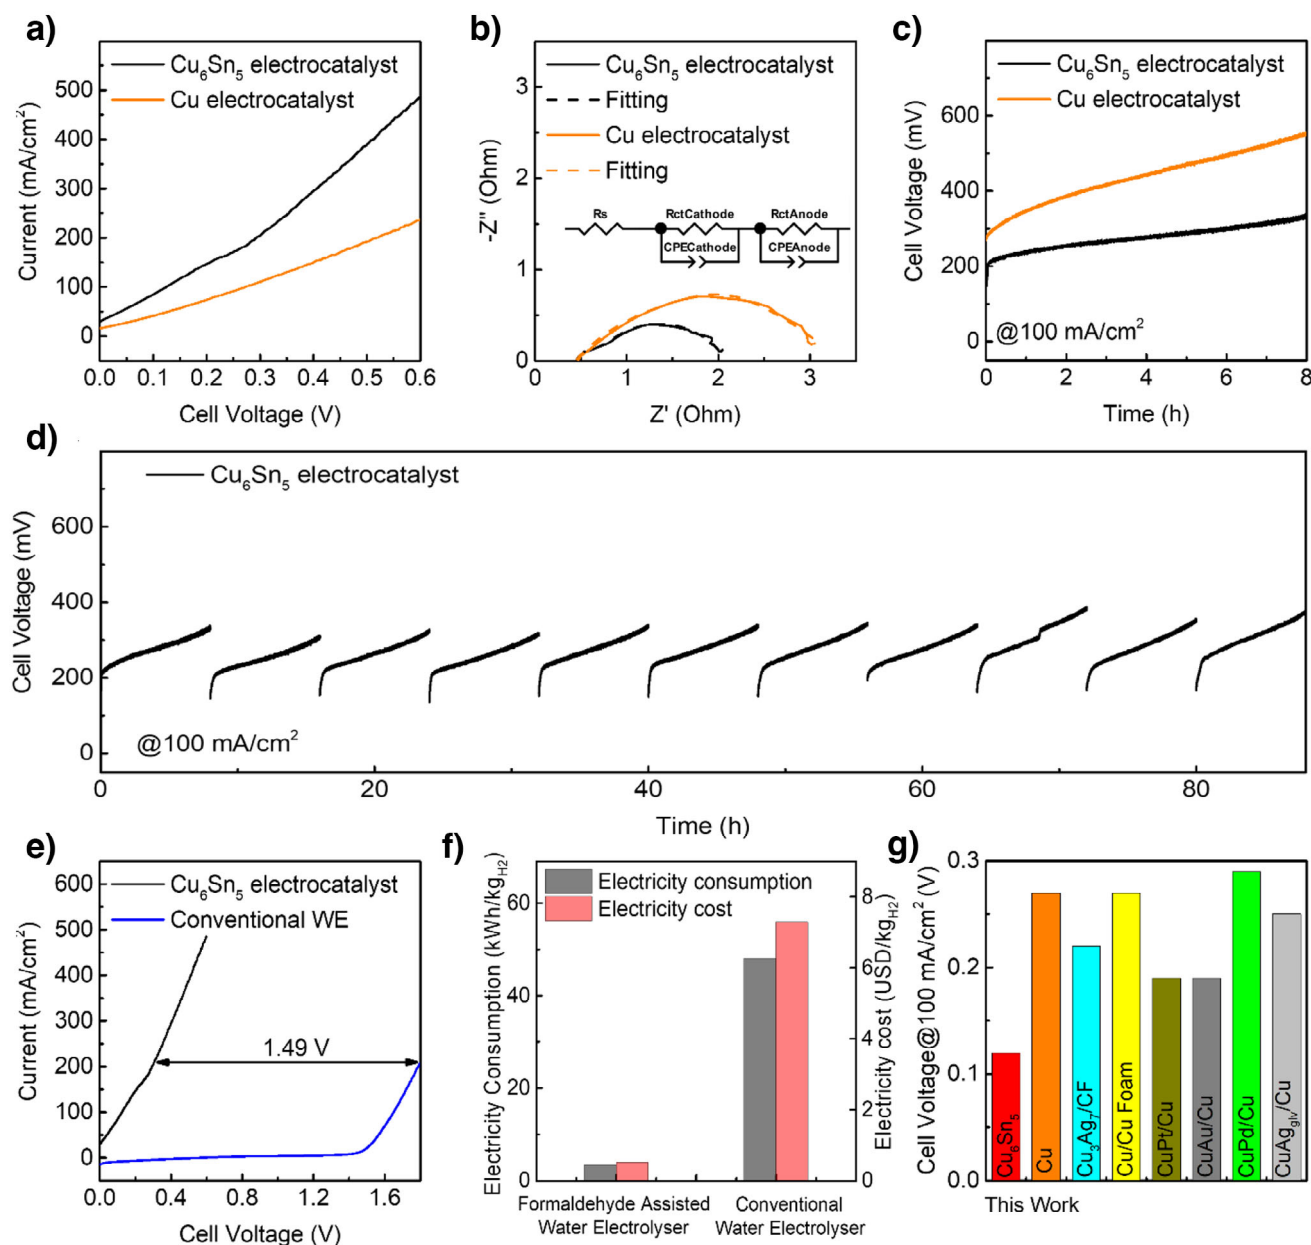 a)
Cu₆Sn₅ electrocatalyst
Cu electrocatalyst
500
400
300
200
100
0
Current (mA/cm²)
0.0 0.1 0.2 0.3 0.4 0.5 0.6
Cell Voltage (V)
b)
Cu₆Sn₅ electrocatalyst
Fitting
Cu electrocatalyst
Fitting
Rs RctCathode RctAnode
CPECathode CPEAnode
3
2
1
0
-Z" (Ohm)
0 1 2 3
Z' (Ohm)
c)
Cu₆Sn₅ electrocatalyst
Cu electrocatalyst
600
400
200
0
Cell Voltage (mV)
@100 mA/cm²
0 2 4 6 8
Time (h)
d)
Cu₆Sn₅ electrocatalyst
600
400
200
0
Cell Voltage (mV)
@100 mA/cm²
0 20 40 60 80
Time (h)
e)
Cu₆Sn₅ electrocatalyst
Conventional WE
600
500
400
300
200
100
0
Current (mA/cm²)
1.49 V
0.0 0.4 0.8 1.2 1.6
Cell Voltage (V)
f)
Electricity consumption
Electricity cost
60
40
20
0
Electricity Consumption (kWh/kg_H2)
8
6
4
2
0
Electricity cost (USD/kg_H2)
Formaldehyde Assisted
Water Electrolyser
Conventional
Water Electrolyser
g)
0.3
0.2
0.1
0.0
Cell Voltage@100 mA/cm² (V)
Cu₆Sn₅
Cu
Cu₃Ag₇/CF
Cu/Cu Foam
CuPt/Cu
CuAu/Cu
CuPd/Cu
CuAg_glv/Cu
This Work